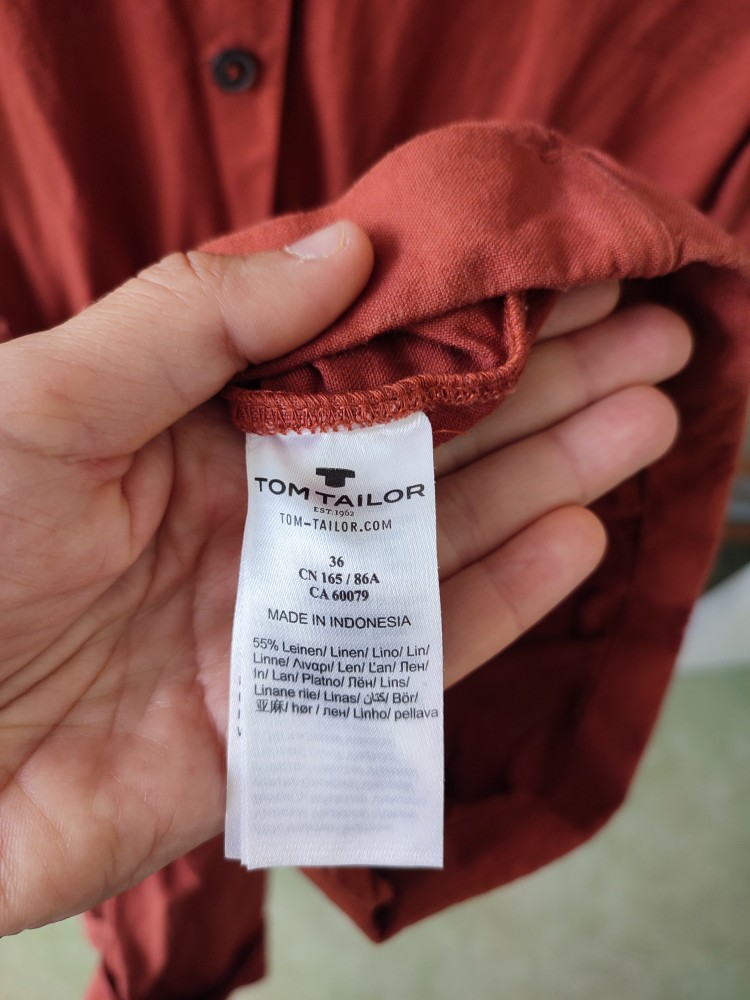 TOM TAILOR
EST. 1962
TOM-TAILOR.COM
36
CN 165 / 86A
CA 60079
MADE IN INDONESIA
55% Leinen/ Linen/ Lino/ Lin/
Linne/ Λιναρι/ Len/ Ľan/ Лен/
In/ Lan/ Platno/ Лён/ Lins/
Linane riie/ Linas/ كتان/ Bör/
亚麻/ hør / лен/ Linho/ pellava